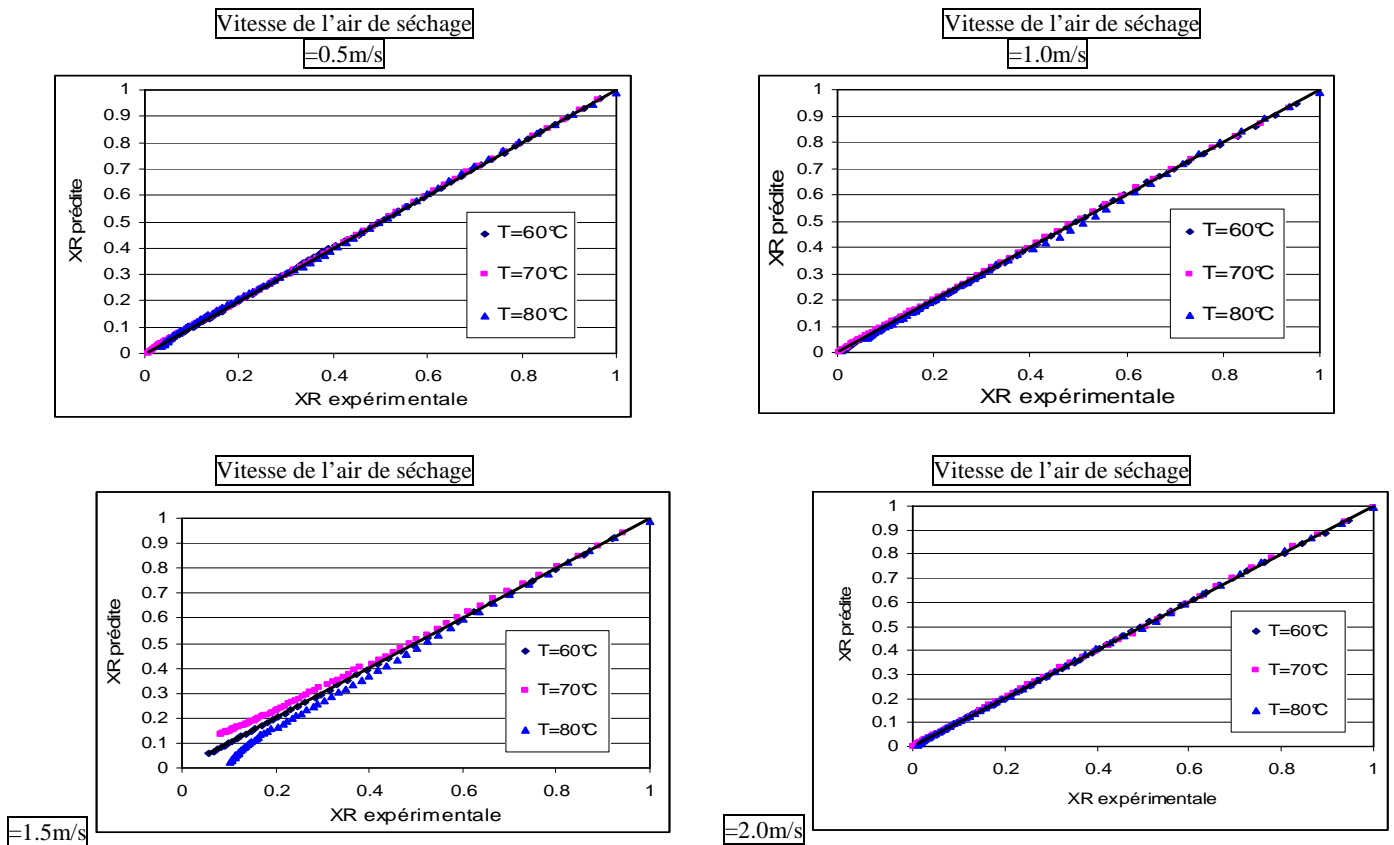 Vitesse de l'air de séchage
=0.5m/s
XR prédite
1
0.9
0.8
0.7
0.6
0.5
0.4
0.3
0.2
0.1
0
0 0.2 0.4 0.6 0.8 1
XR expérimentale
T=60°C
T=70°C
T=80°C
Vitesse de l'air de séchage
=1.0m/s
XR prédite
1
0.9
0.8
0.7
0.6
0.5
0.4
0.3
0.2
0.1
0
0 0.2 0.4 0.6 0.8 1
XR expérimentale
T=60°C
T=70°C
T=80°C
Vitesse de l'air de séchage
=1.5m/s
XR prédite
1
0.9
0.8
0.7
0.6
0.5
0.4
0.3
0.2
0.1
0
0 0.2 0.4 0.6 0.8 1
XR expérimentale
T=60°C
T=70°C
T=80°C
Vitesse de l'air de séchage
=2.0m/s
XR prédite
1
0.9
0.8
0.7
0.6
0.5
0.4
0.3
0.2
0.1
0
0 0.2 0.4 0.6 0.8 1
XR expérimentale
T=60°C
T=70°C
T=80°C